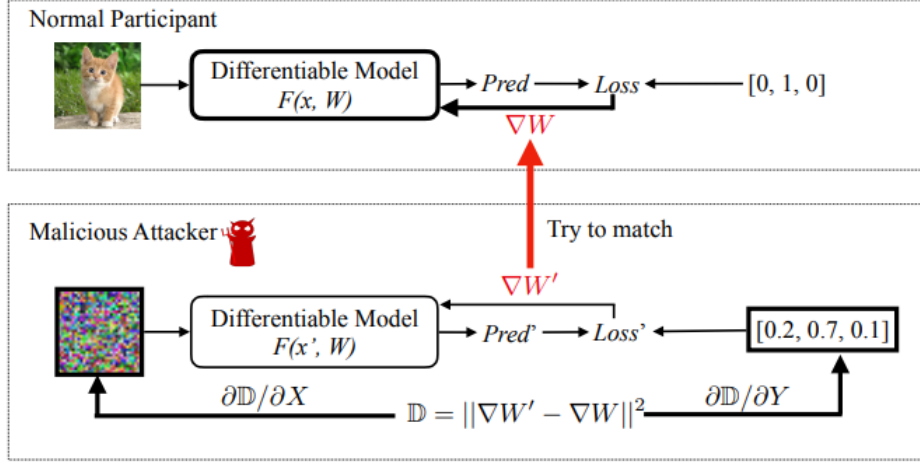 Normal Participant
Differentiable Model
F(x, W)
Pred
Loss
[0, 1, 0]
∇W
Try to match
Malicious Attacker
∇W′
Differentiable Model
F(x', W)
Pred'
Loss'
[0.2, 0.7, 0.1]
∂𝔻/∂X
𝔻 = ||∇W′ − ∇W||²
∂𝔻/∂Y